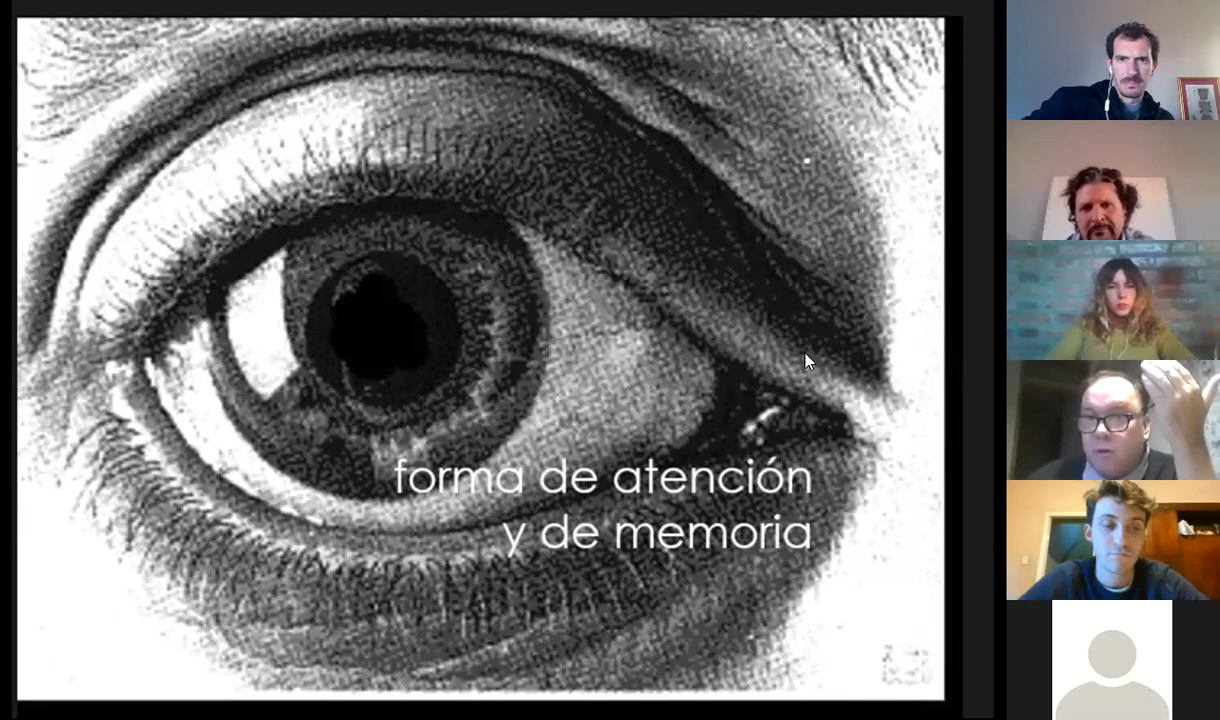 forma de atención
y de memoria